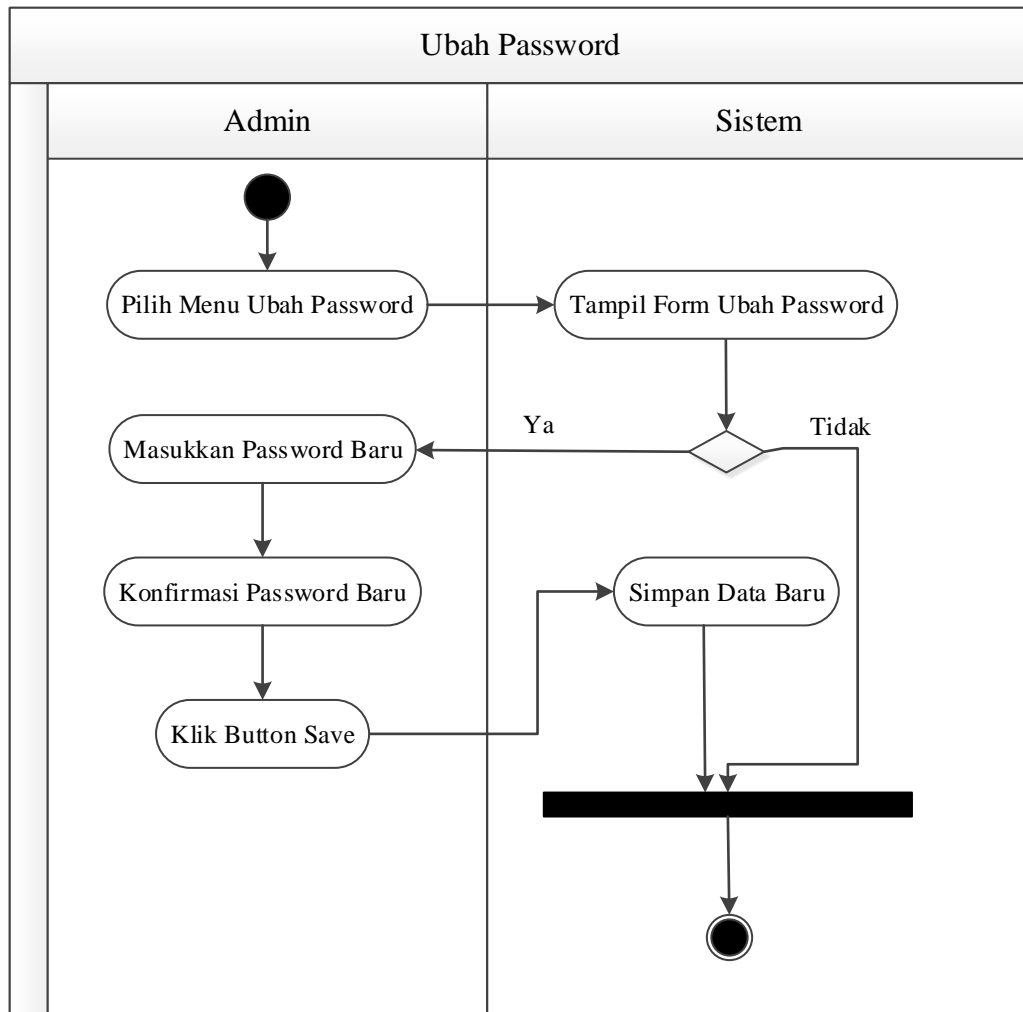 Ubah Password
Admin
Sistem
Pilih Menu Ubah Password
Tampil Form Ubah Password
Ya
Tidak
Masukkan Password Baru
Konfirmasi Password Baru
Simpan Data Baru
Klik Button Save